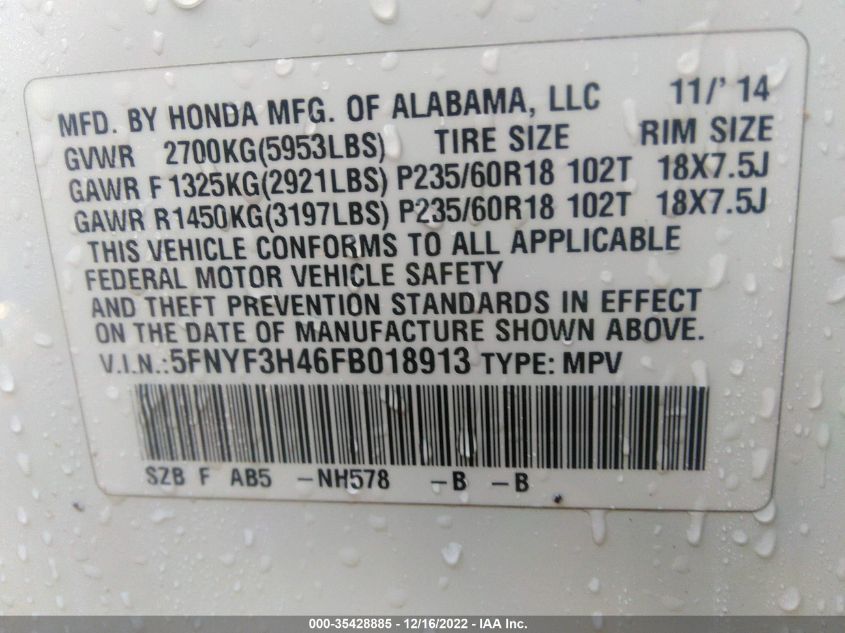 MFD. BY HONDA MFG. OF ALABAMA, LLC 11/' 14
GVWR 2700KG(5953LBS) TIRE SIZE RIM SIZE
GAWR F1325KG(2921LBS) P235/60R18 102T 18X7.5J
GAWR R1450KG(3197LBS) P235/60R18 102T 18X7.5J
THIS VEHICLE CONFORMS TO ALL APPLICABLE
FEDERAL MOTOR VEHICLE SAFETY
AND THEFT PREVENTION STANDARDS IN EFFECT
ON THE DATE OF MANUFACTURE SHOWN ABOVE.
V.I.N.:5FNYF3H46FB018913 TYPE: MPV
SZB F AB5 -NH578 -B -B
000-35428885 - 12/16/2022 - IAA Inc.